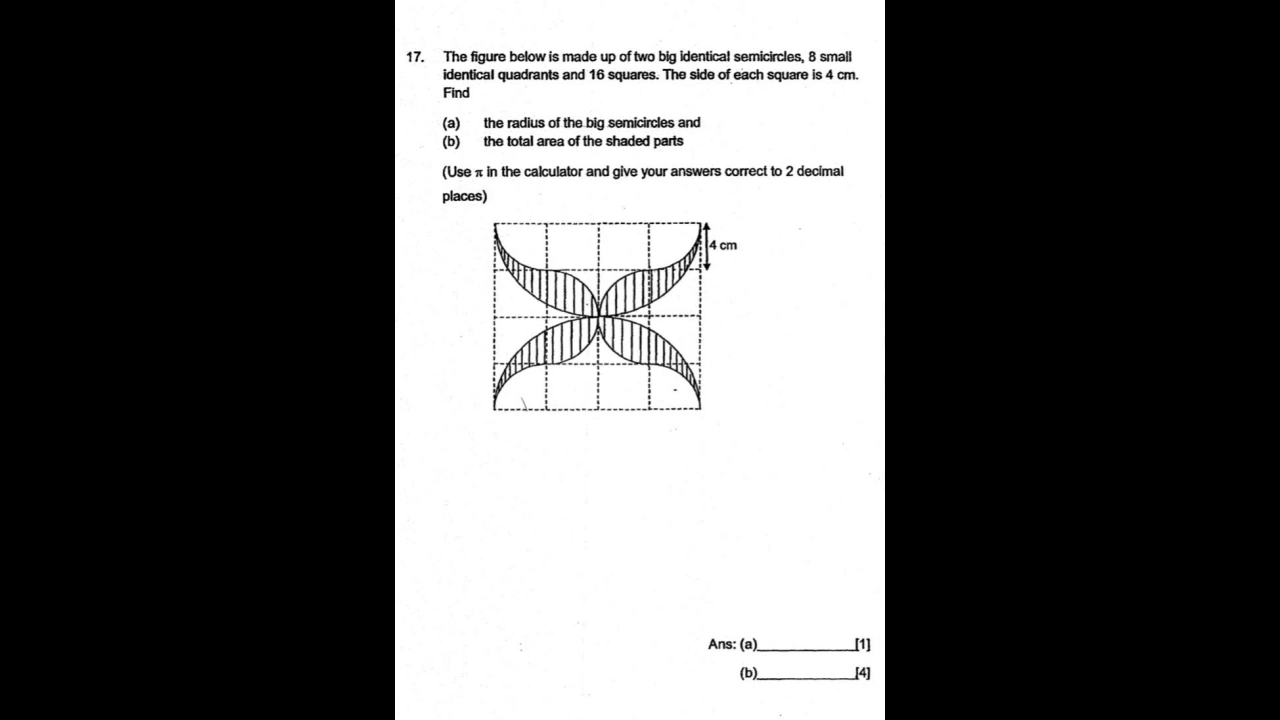 17. The figure below is made up of two big identical semicircles, 8 small
identical quadrants and 16 squares. The side of each square is 4 cm.
Find
(a) the radius of the big semicircles and
(b) the total area of the shaded parts
(Use π in the calculator and give your answers correct to 2 decimal
places)
4 cm
Ans: (a)____________[1]
(b)____________[4]